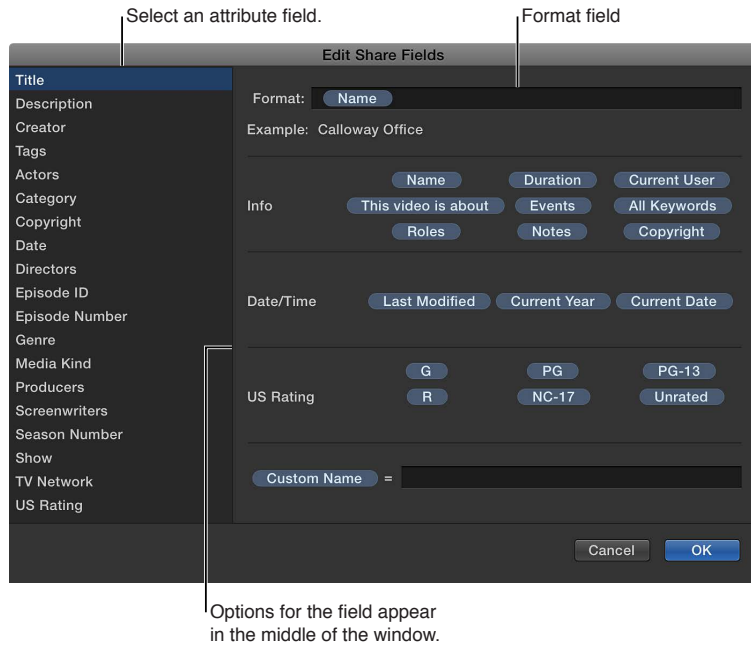 Select an attribute field.
Format field
Edit Share Fields
Title
Description
Creator
Tags
Actors
Category
Copyright
Date
Directors
Episode ID
Episode Number
Genre
Media Kind
Producers
Screenwriters
Season Number
Show
TV Network
US Rating
Format: Name
Example: Calloway Office
Info
Name Duration Current User
This video is about Events All Keywords
Roles Notes Copyright
Date/Time Last Modified Current Year Current Date
US Rating
G PG PG-13
R NC-17 Unrated
Custom Name =
Cancel OK
Options for the field appear
in the middle of the window.